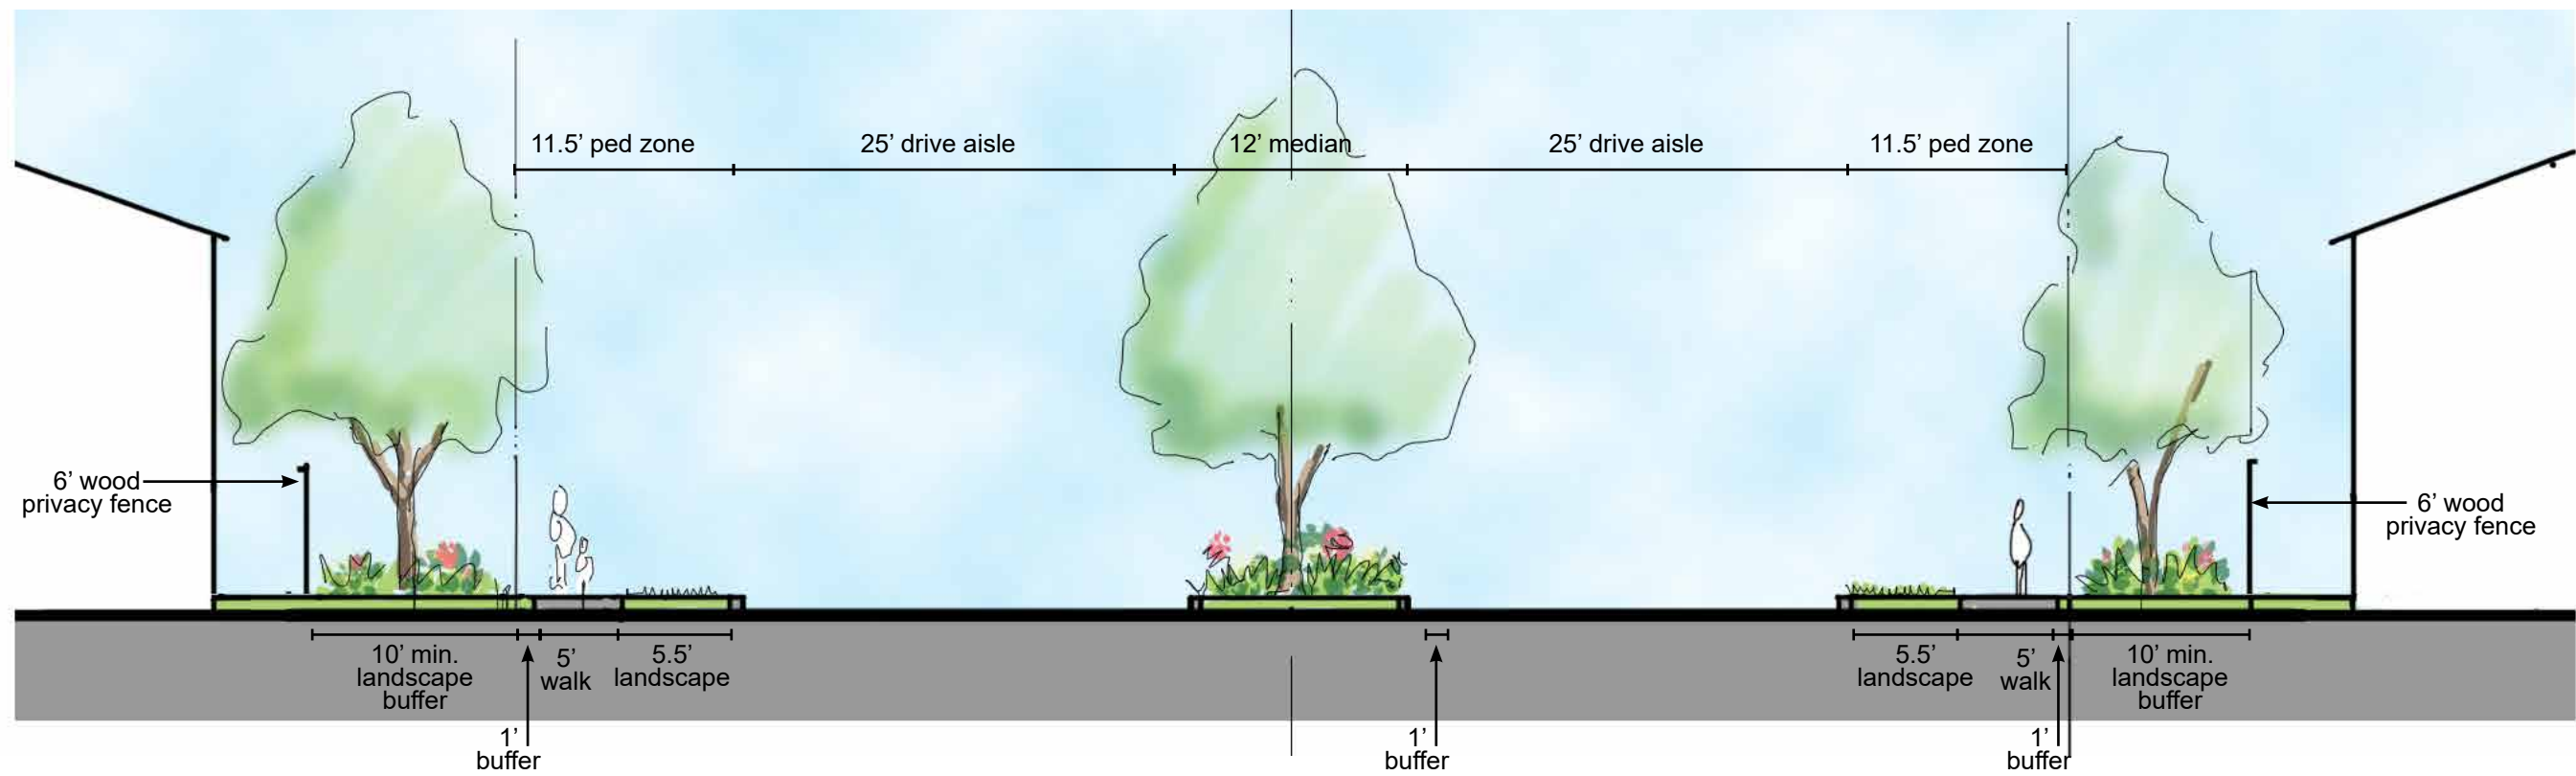 11.5’ ped zone
25’ drive aisle
12’ median
25’ drive aisle
11.5’ ped zone
6’ wood
privacy fence
6’ wood
privacy fence
10’ min.
landscape
buffer
5’
walk
5.5’
landscape
5.5’
landscape
5’
walk
10’ min.
landscape
buffer
1’
buffer
1’
buffer
1’
buffer